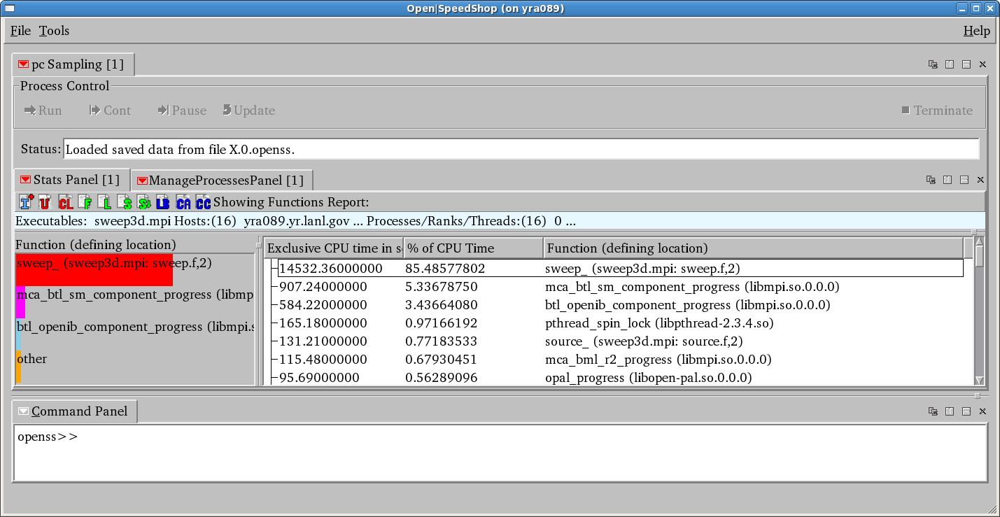 Open|SpeedShop (on yra089)
File Tools Help
pc Sampling [1]
Process Control
Run Cont Pause Update Terminate
Status: Loaded saved data from file X.0.openss.
Stats Panel [1] ManageProcessesPanel [1]
I U CL F L S S LB CA CC Showing Functions Report:
Executables: sweep3d.mpi Hosts:(16) yra089.yr.lanl.gov ... Processes/Ranks/Threads:(16) 0 ...
Function (defining location)
sweep_ (sweep3d.mpi: sweep.f,2)
mca_btl_sm_component_progress (libmp
btl_openib_component_progress (libmpi.s
other
Exclusive CPU time in s % of CPU Time Function (defining location)
14532.36000000 85.48577802 sweep_ (sweep3d.mpi: sweep.f,2)
907.24000000 5.33678750 mca_btl_sm_component_progress (libmpi.so.0.0.0)
584.22000000 3.43664080 btl_openib_component_progress (libmpi.so.0.0.0)
165.18000000 0.97166192 pthread_spin_lock (libpthread-2.3.4.so)
131.21000000 0.77183533 source_ (sweep3d.mpi: source.f,2)
115.48000000 0.67930451 mca_bml_r2_progress (libmpi.so.0.0.0)
95.69000000 0.56289096 opal_progress (libopen-pal.so.0.0.0)
Command Panel
openss>>